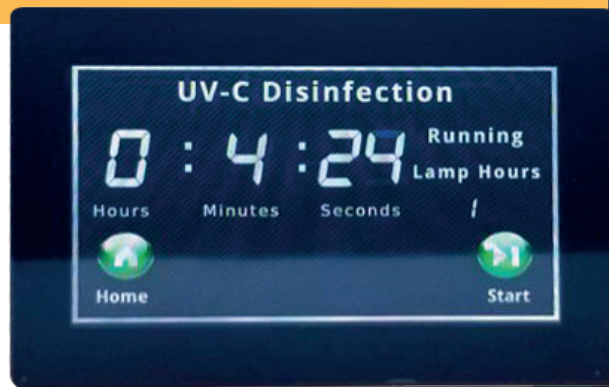 UV-C Disinfection
0 : 4 : 24
Running
Lamp Hours
1
Hours Minutes Seconds
Home
Start